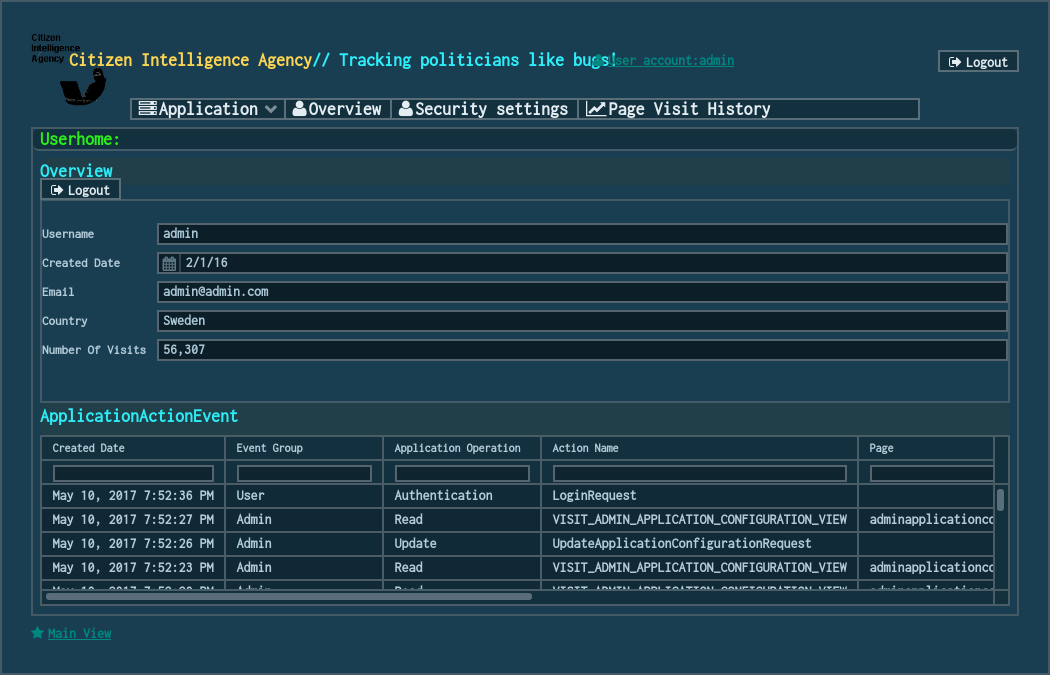 Citizen
Intelligence
Agency
Citizen Intelligence Agency// Tracking politicians like bugs!
User account:admin
Logout
Application Overview Security settings Page Visit History
Userhome:
Overview
Logout
Username admin
Created Date 2/1/16
Email admin@admin.com
Country Sweden
Number Of Visits 56,307
ApplicationActionEvent
Created Date Event Group Application Operation Action Name Page
May 10, 2017 7:52:36 PM User Authentication LoginRequest
May 10, 2017 7:52:27 PM Admin Read VISIT_ADMIN_APPLICATION_CONFIGURATION_VIEW adminapplicationco
May 10, 2017 7:52:26 PM Admin Update UpdateApplicationConfigurationRequest
May 10, 2017 7:52:23 PM Admin Read VISIT_ADMIN_APPLICATION_CONFIGURATION_VIEW adminapplicationco
Main View